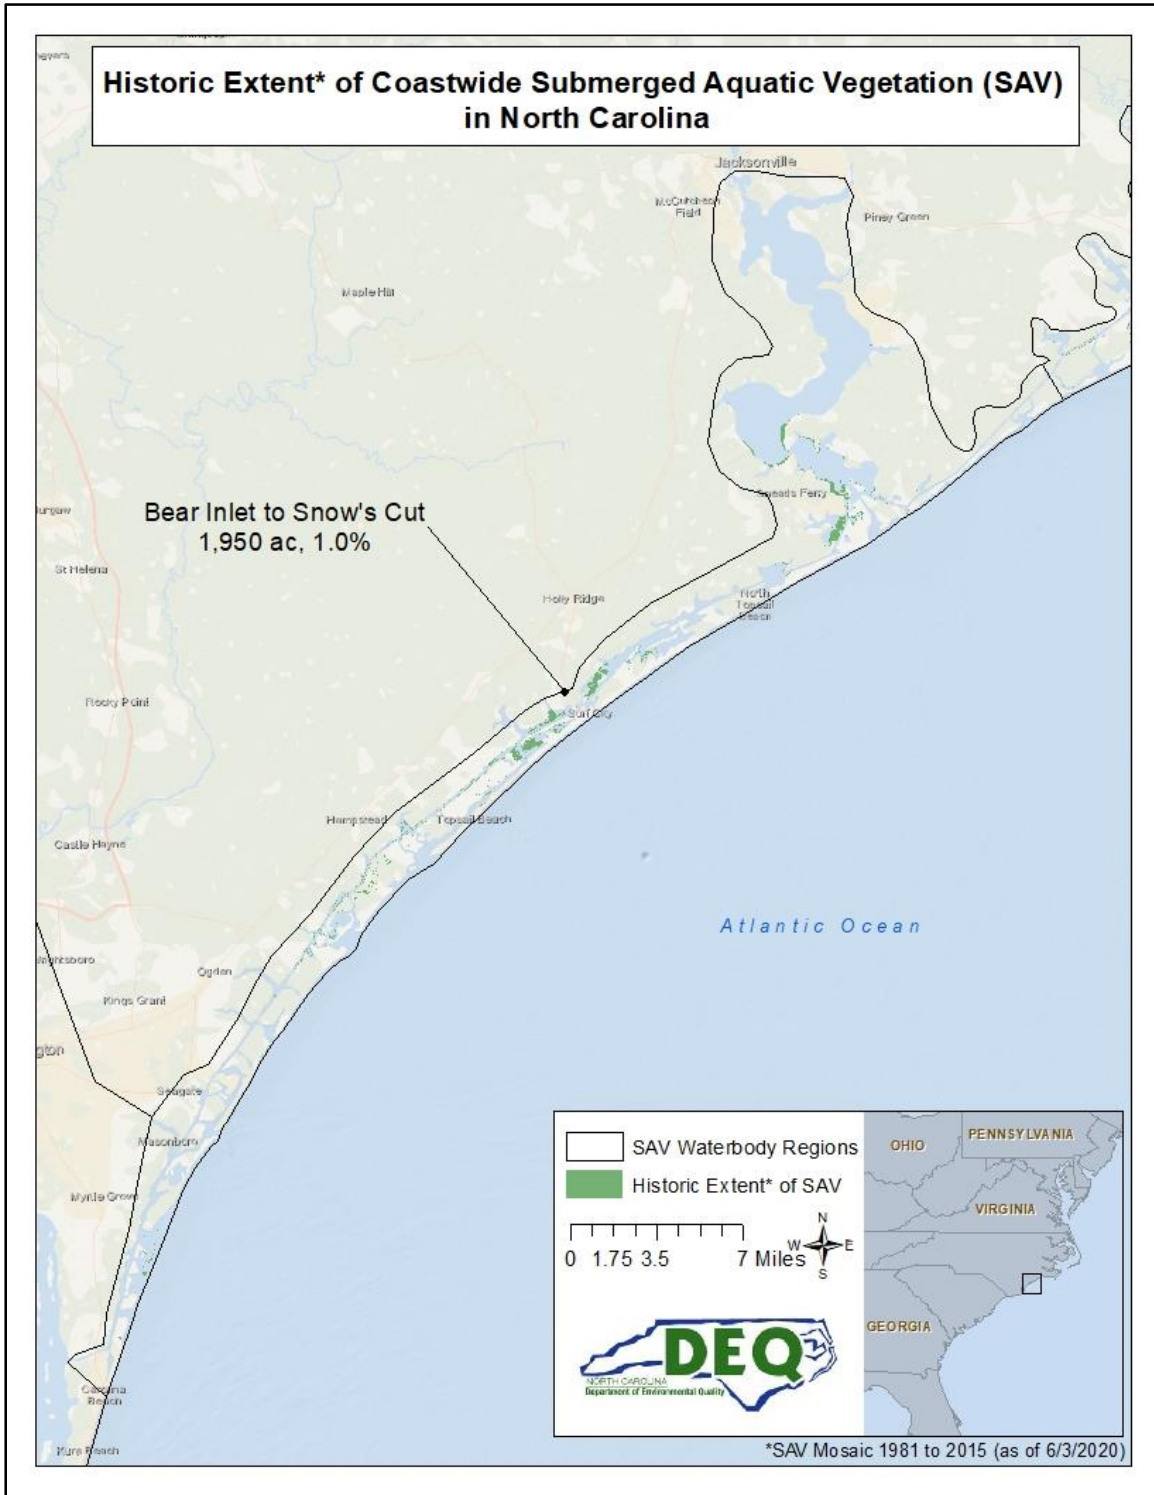 Historic Extent* of Coastwide Submerged Aquatic Vegetation (SAV)
in North Carolina
Jacksonville
McCutcheon
Field
Piney Green
Maple Hill
Bear Inlet to Snow's Cut
1,950 ac, 1.0%
Sneads Ferry
St Helena
Holly Ridge
North
Topsail
Beach
Rocky Point
Surf City
Hampstead
Topsail Beach
Castle Hayne
Atlantic Ocean
Ogden
Kings Grant
Seagate
Masonboro
Myrtle Grove
Carolina
Beach
Kure Beach
SAV Waterbody Regions
Historic Extent* of SAV
0 1.75 3.5 7 Miles
N
W E
S
OHIO
PENNSYLVANIA
VIRGINIA
GEORGIA
DEQ
NORTH CAROLINA
Department of Environmental Quality
*SAV Mosaic 1981 to 2015 (as of 6/3/2020)